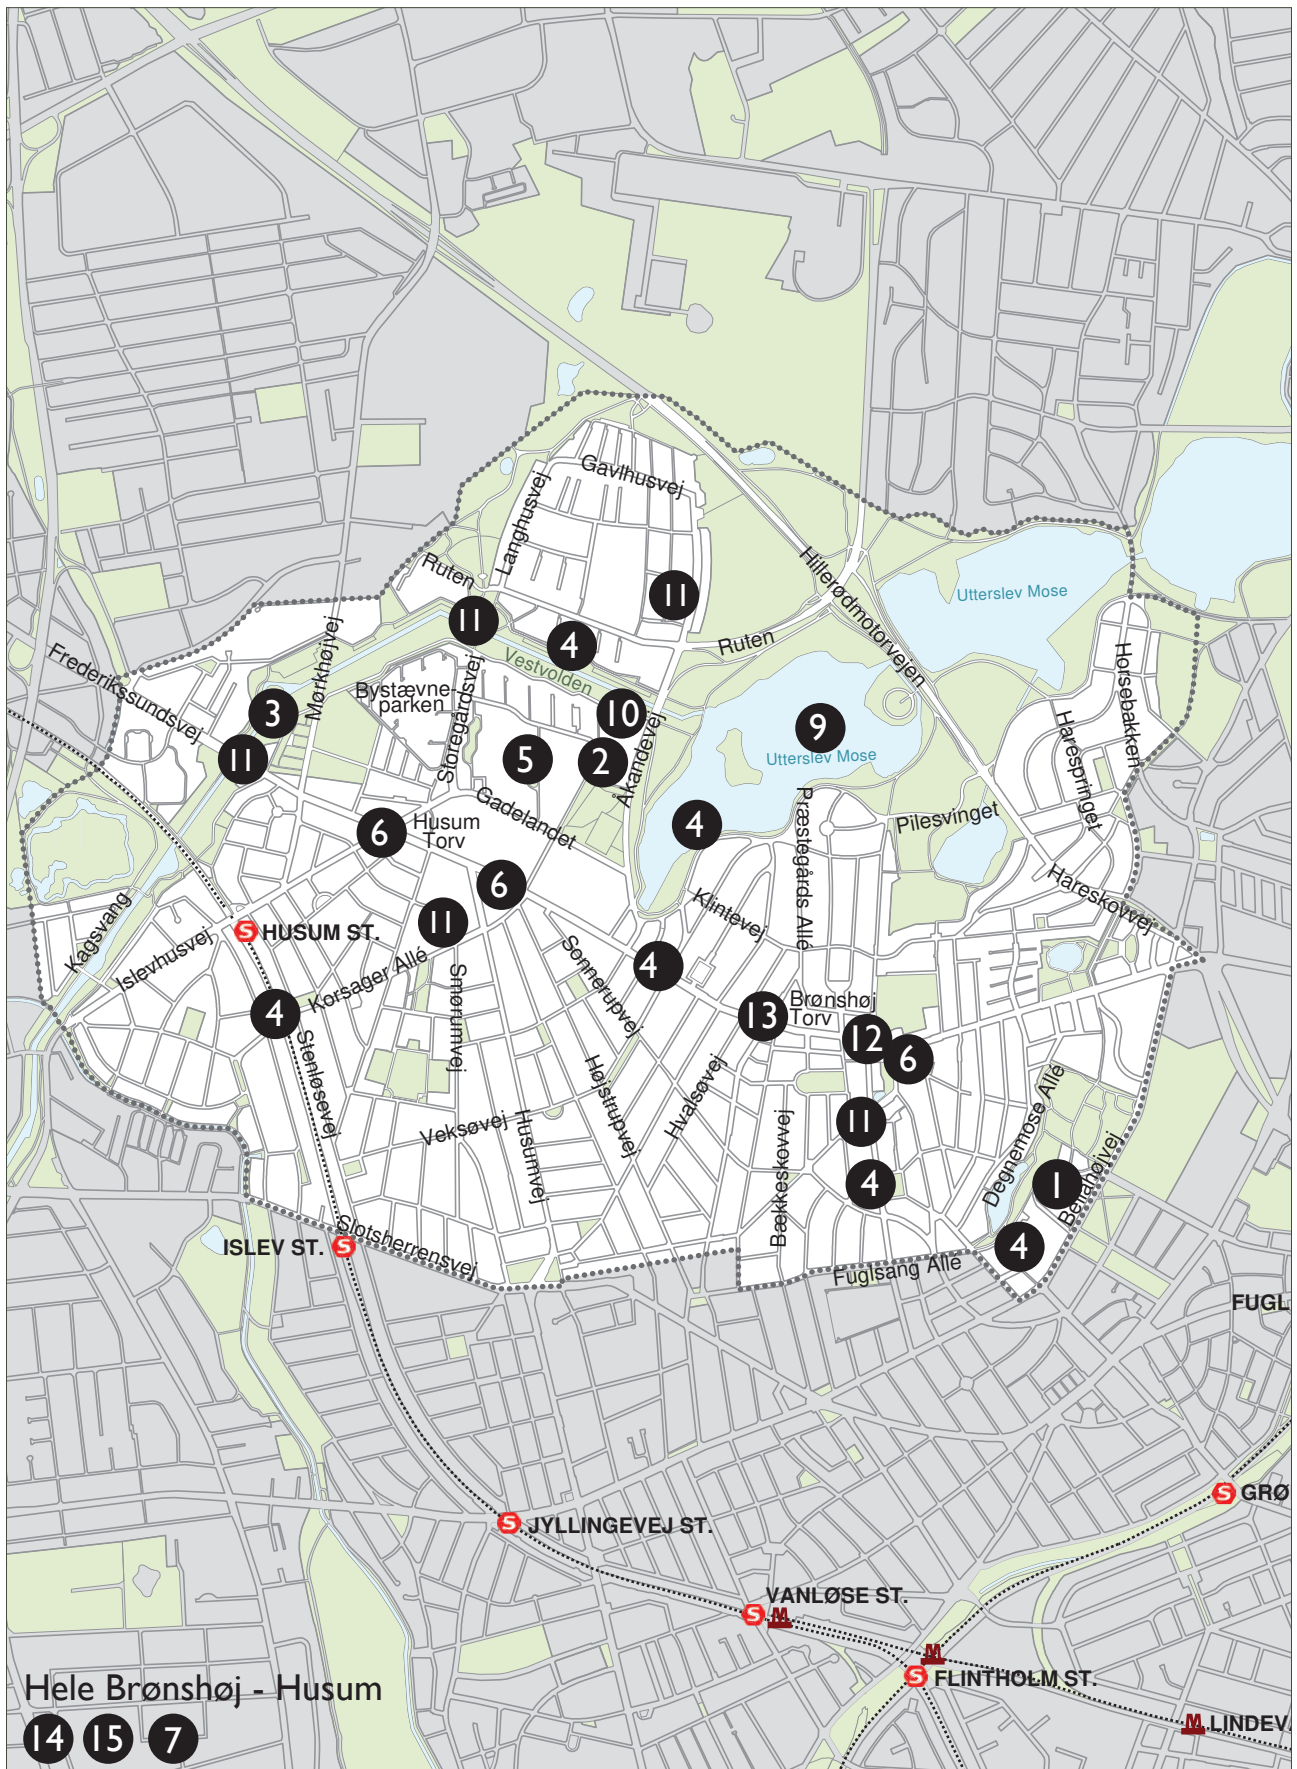 Gavlhusvej
Langhusvej
Ruten
Hillerødmotorvejen
Utterslev Mose
11
11
4
Ruten
Vestvolden
Frederikssundsvej
Mørkhøjvej
Bystævne-
parken
Storegårdsvej
Horsebakken
Harespringet
3
10
9
Utterslev Mose
11
5
2
Åkandevej
Gadelandet
Præstegårds Allé
Pilesvinget
6
Husum
Torv
4
6
Klintevej
Hareskovvej
Kagsvang
Islevhusvej
S HUSUM ST.
11
Korsager Allé
Smørumvej
Sonnerupvej
4
4
Stenløsevej
13
Brønshøj
Torv
12
6
Højstrupvej
Hvalsøvej
Veksøvej
Husumvej
Bækkeskovvej
11
4
Degnemose Allé
Bellahøjvej
1
4
ISLEV ST. S
Slotsherrensvej
Fuglsang Allé
FUGL
S GRØ
S JYLLINGEVEJ ST.
VANLØSE ST.
S M
M
S FLINTHOLM ST.
M LINDEV
Hele Brønshøj - Husum
14 15 7